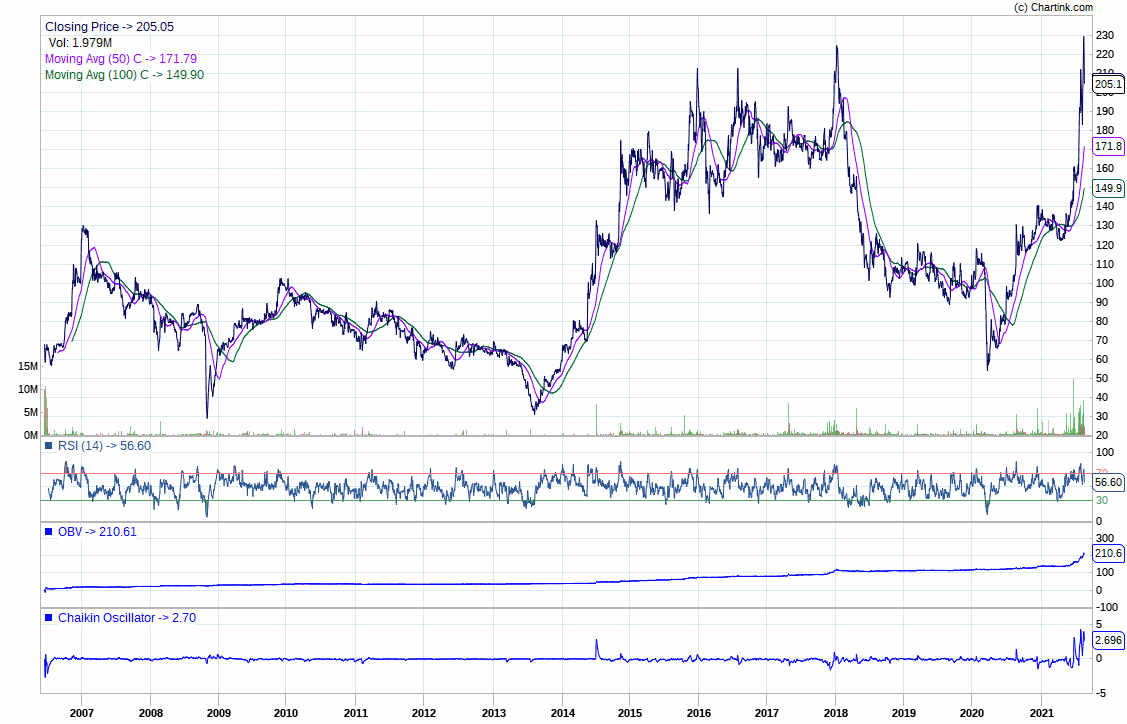 (c) Chartink.com
Closing Price -> 205.05
Vol: 1.979M
Moving Avg (50) C -> 171.79
Moving Avg (100) C -> 149.90
230
220
210
205.1
200
190
180
171.8
160
149.9
140
130
120
110
100
90
80
70
60
50
40
30
20
15M
10M
5M
0M
RSI (14) -> 56.60
100
70
56.60
30
0
OBV -> 210.61
300
210.6
100
0
-100
Chaikin Oscillator -> 2.70
5
2.696
0
-5
2007 2008 2009 2010 2011 2012 2013 2014 2015 2016 2017 2018 2019 2020 2021